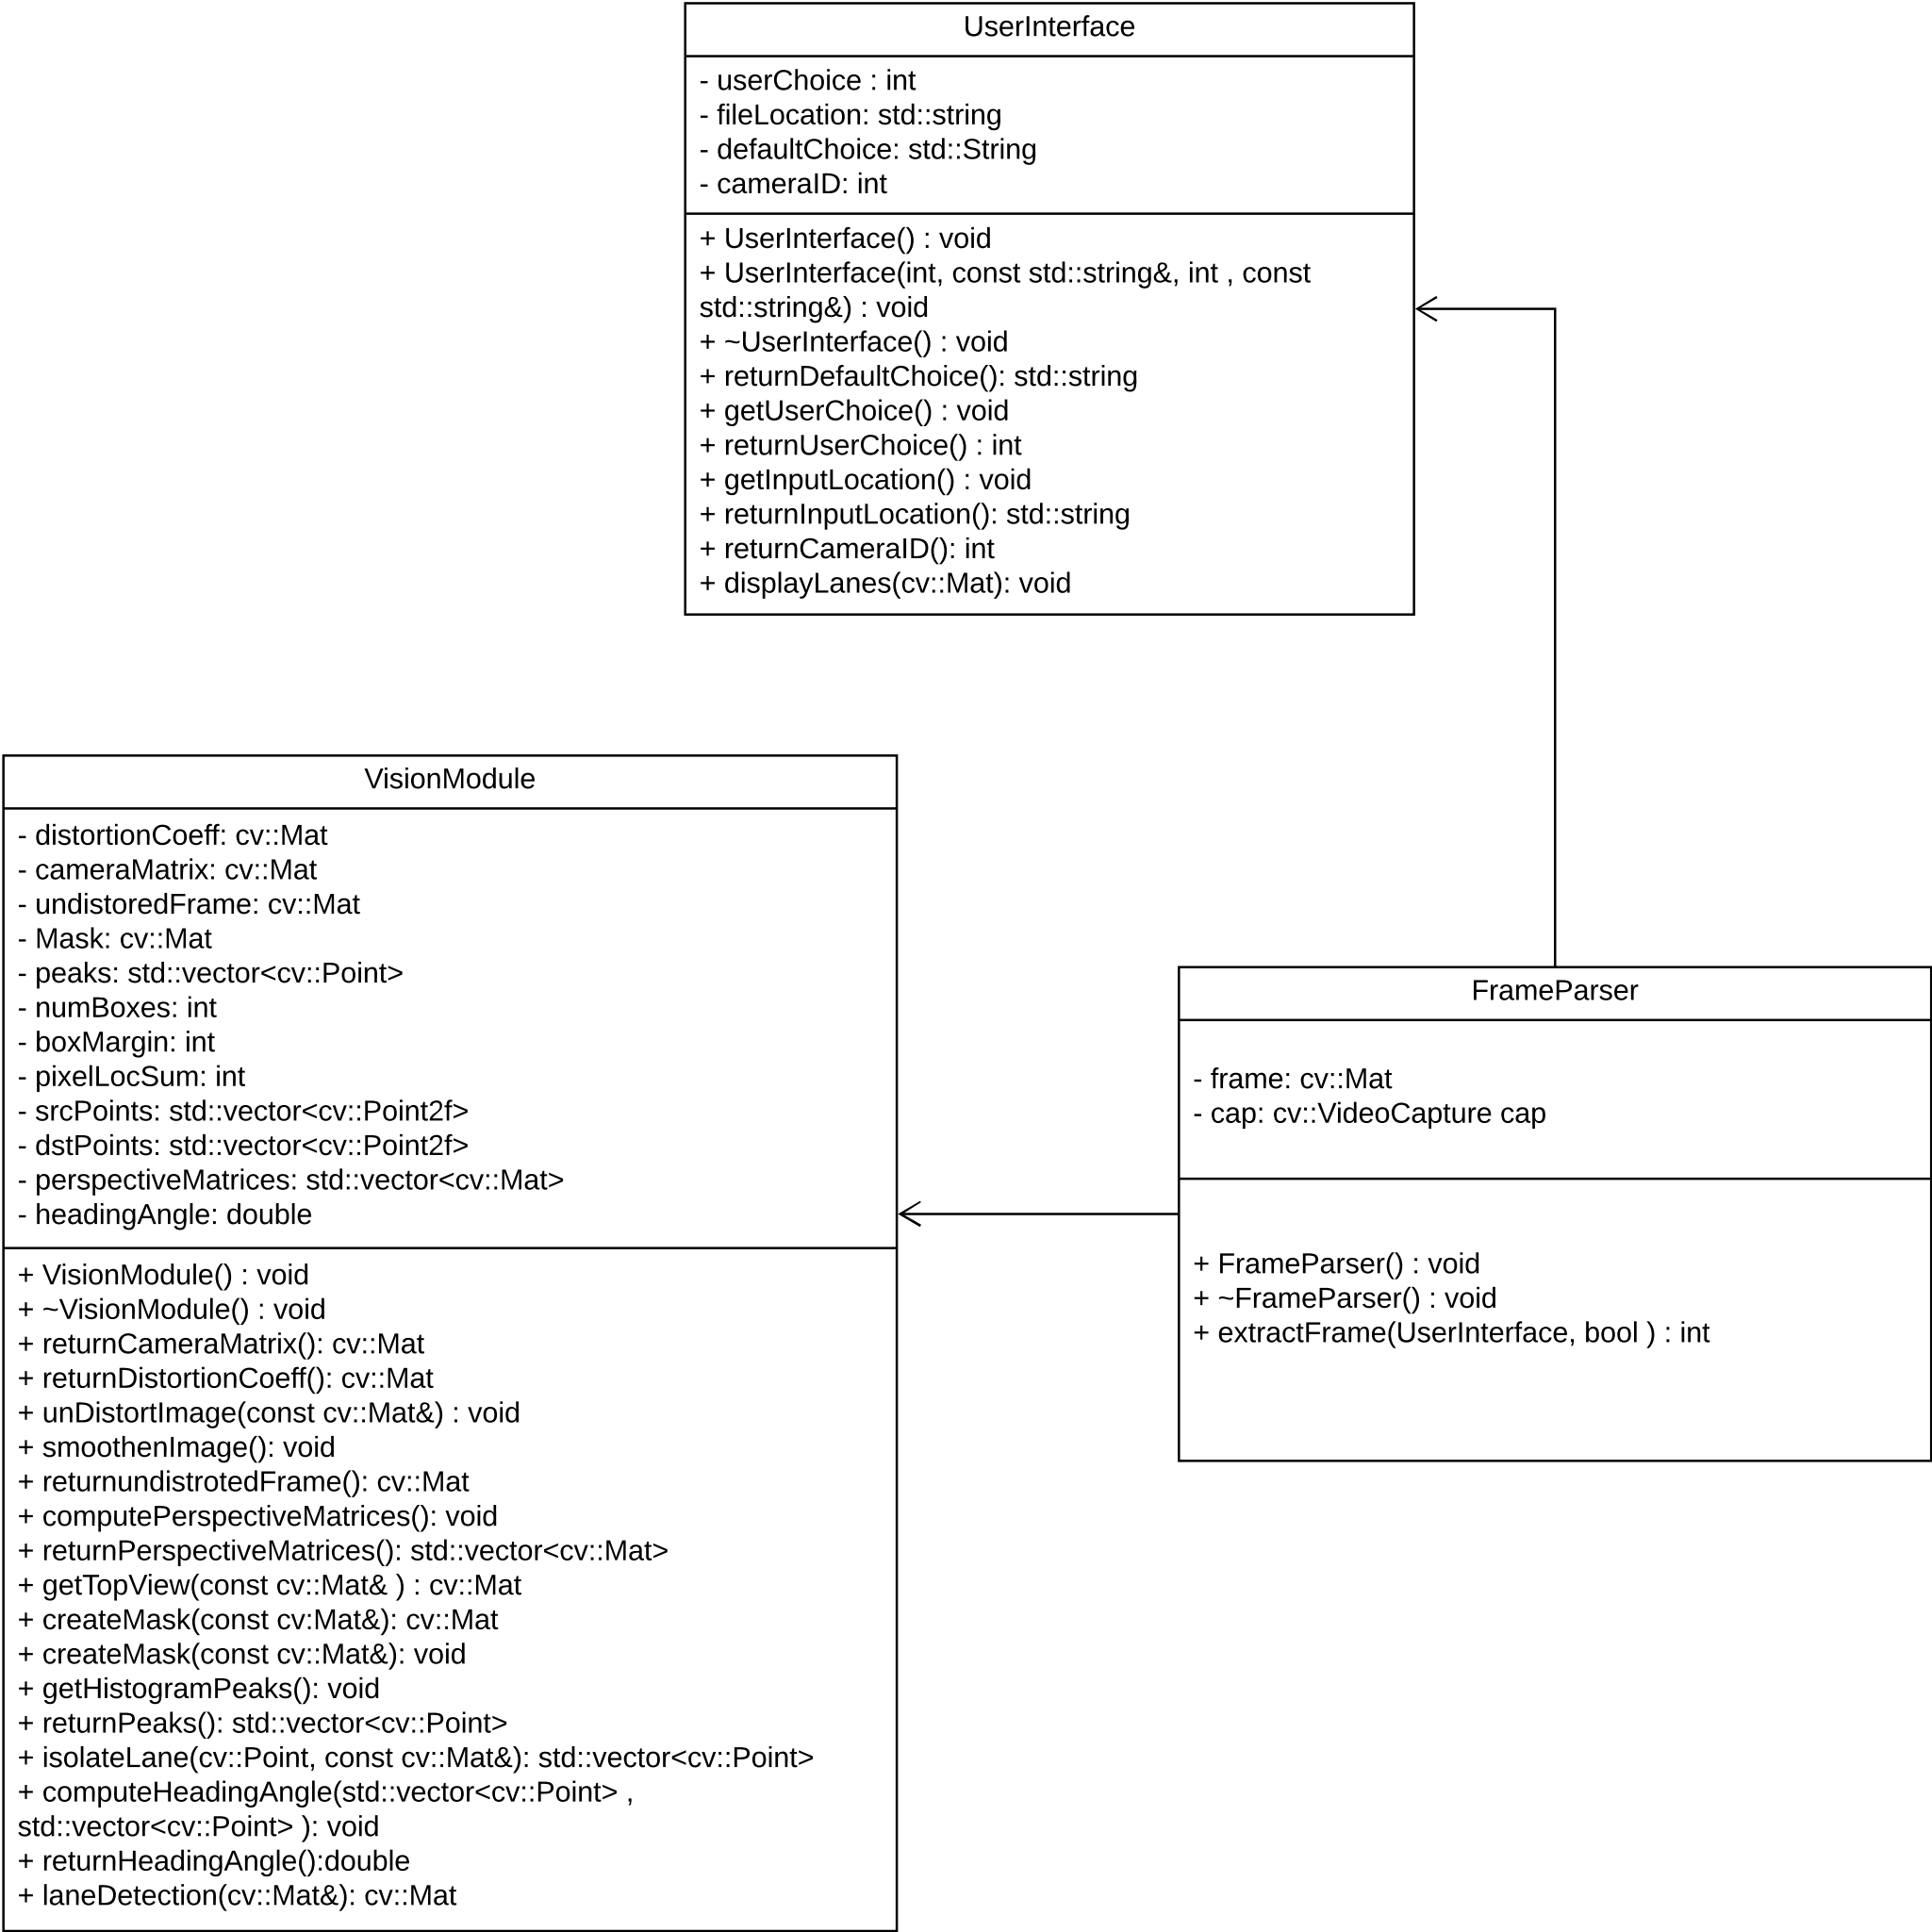 UserInterface
- userChoice : int
- fileLocation: std::string
- defaultChoice: std::String
- cameraID: int
+ UserInterface() : void
+ UserInterface(int, const std::string&, int , const
std::string&) : void
+ ~UserInterface() : void
+ returnDefaultChoice(): std::string
+ getUserChoice() : void
+ returnUserChoice() : int
+ getInputLocation() : void
+ returnInputLocation(): std::string
+ returnCameraID(): int
+ displayLanes(cv::Mat): void
VisionModule
- distortionCoeff: cv::Mat
- cameraMatrix: cv::Mat
- undistoredFrame: cv::Mat
- Mask: cv::Mat
- peaks: std::vector<cv::Point>
- numBoxes: int
- boxMargin: int
- pixelLocSum: int
- srcPoints: std::vector<cv::Point2f>
- dstPoints: std::vector<cv::Point2f>
- perspectiveMatrices: std::vector<cv::Mat>
- headingAngle: double
+ VisionModule() : void
+ ~VisionModule() : void
+ returnCameraMatrix(): cv::Mat
+ returnDistortionCoeff(): cv::Mat
+ unDistortImage(const cv::Mat&) : void
+ smoothenImage(): void
+ returnundistrotedFrame(): cv::Mat
+ computePerspectiveMatrices(): void
+ returnPerspectiveMatrices(): std::vector<cv::Mat>
+ getTopView(const cv::Mat& ) : cv::Mat
+ createMask(const cv:Mat&): cv::Mat
+ createMask(const cv::Mat&): void
+ getHistogramPeaks(): void
+ returnPeaks(): std::vector<cv::Point>
+ isolateLane(cv::Point, const cv::Mat&): std::vector<cv::Point>
+ computeHeadingAngle(std::vector<cv::Point> ,
std::vector<cv::Point> ): void
+ returnHeadingAngle():double
+ laneDetection(cv::Mat&): cv::Mat
FrameParser
- frame: cv::Mat
- cap: cv::VideoCapture cap
+ FrameParser() : void
+ ~FrameParser() : void
+ extractFrame(UserInterface, bool ) : int